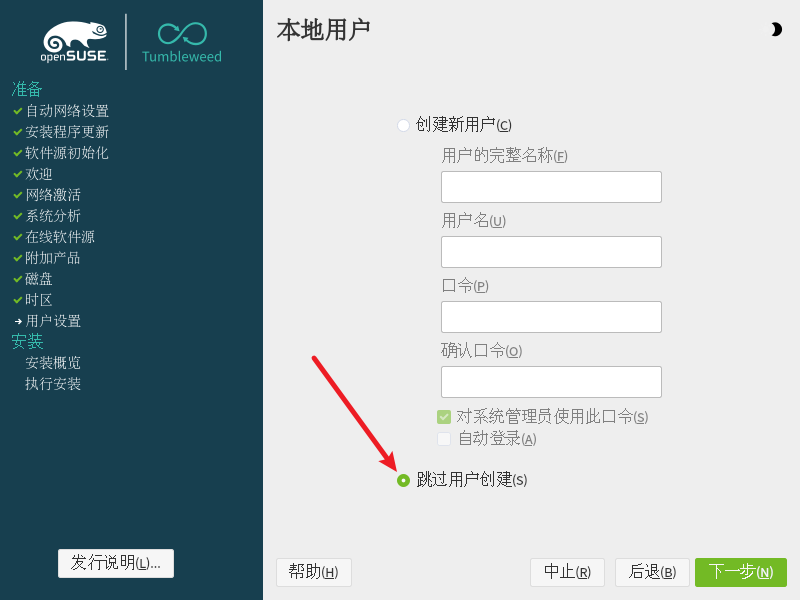 openSUSE
Tumbleweed
准备
自动网络设置
安装程序更新
软件源初始化
欢迎
网络激活
系统分析
在线软件源
附加产品
磁盘
时区
用户设置
安装
安装概览
执行安装
发行说明(L)...
本地用户
创建新用户(C)
用户的完整名称(F)
用户名(U)
口令(P)
确认口令(O)
对系统管理员使用此口令(S)
自动登录(A)
跳过用户创建(S)
帮助(H)
中止(R)
后退(B)
下一步(N)